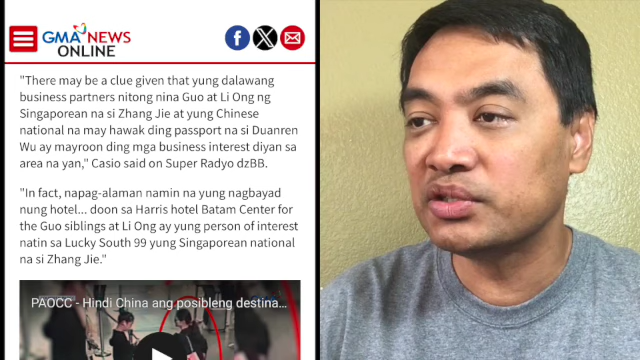 GMA NEWS
ONLINE
"There may be a clue given that yung dalawang
business partners nitong nina Guo at Li Ong ng
Singaporean na si Zhang Jie at yung Chinese
national na may hawak ding passport na si Duanren
Wu ay mayroon ding mga business interest diyan sa
area na yan," Casio said on Super Radyo dzBB.
"In fact, napag-alaman namin na yung nagbayad
nung hotel... doon sa Harris hotel Batam Center for
the Guo siblings at Li Ong ay yung person of interest
natin sa Lucky South 99 yung Singaporean national
na si Zhang Jie."
PAOCC - Hindi China ang posibleng destina...